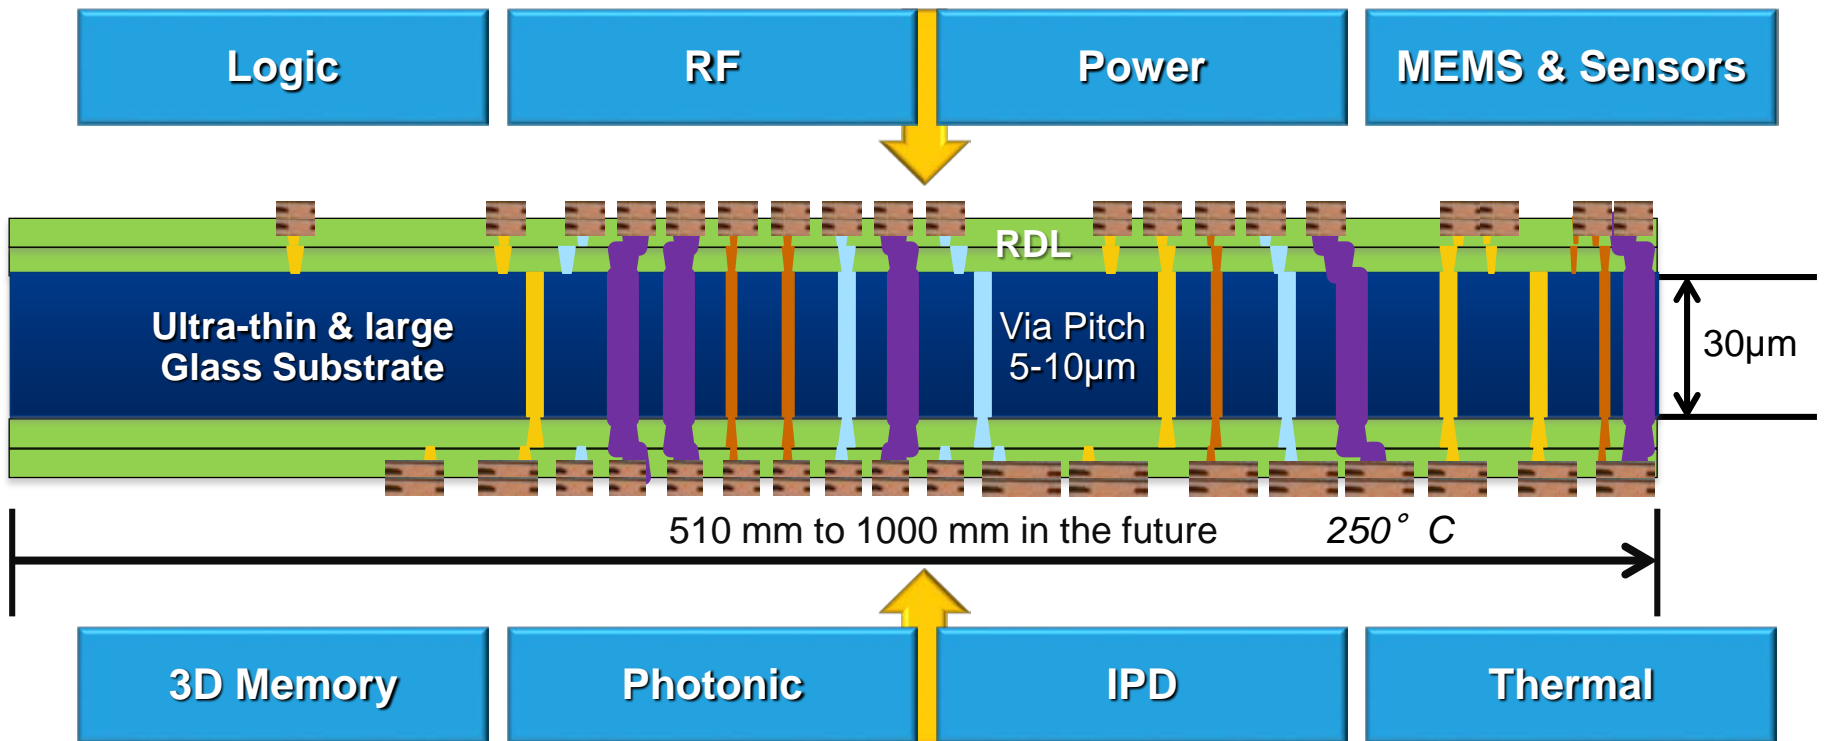 Logic
RF
Power
MEMS & Sensors
RDL
Ultra-thin & large
Glass Substrate
Via Pitch
5-10µm
30µm
510 mm to 1000 mm in the future
250° C
3D Memory
Photonic
IPD
Thermal